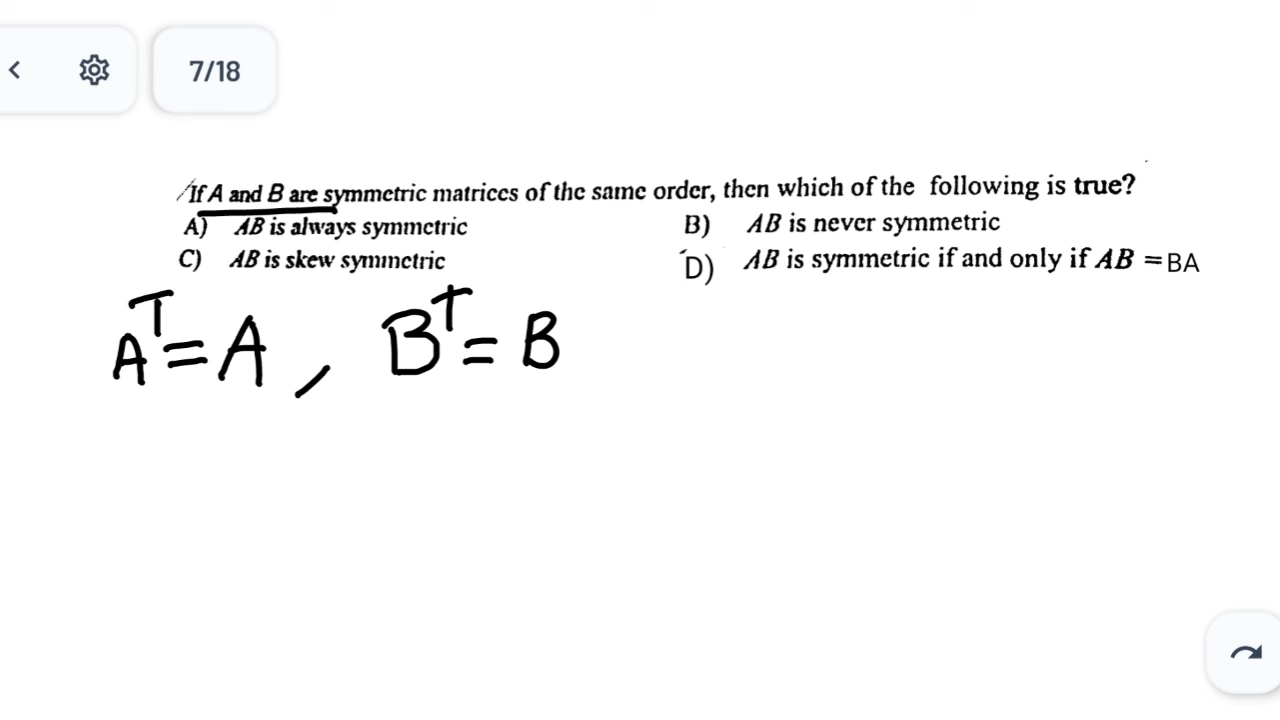 7/18
If A and B are symmetric matrices of the same order, then which of the following is true?
A) AB is always symmetric B) AB is never symmetric
C) AB is skew symmetric D) AB is symmetric if and only if AB = BA
Aᵀ = A , Bᵀ = B